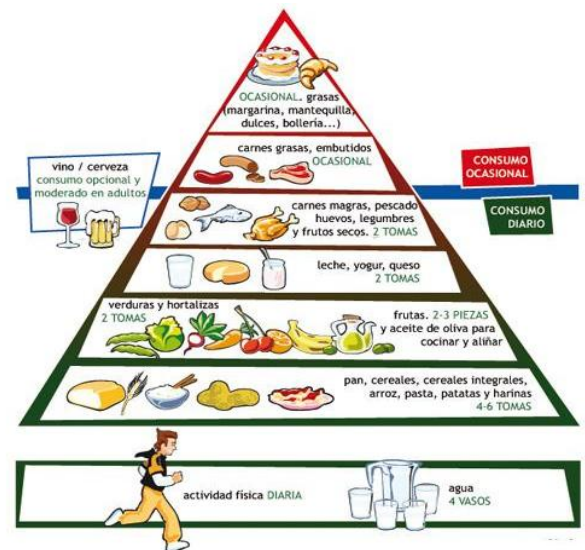 OCASIONAL. grasas
(margarina, mantequilla,
dulces, bollería...)
carnes grasas, embutidos
OCASIONAL
vino / cerveza
consumo opcional y
moderado en adultos
CONSUMO
OCASIONAL
CONSUMO
DIARIO
carnes magras, pescado
huevos, legumbres
y frutos secos. 2 TOMAS
leche, yogur, queso
2 TOMAS
verduras y hortalizas
2 TOMAS
frutas. 2-3 PIEZAS
y aceite de oliva para
cocinar y aliñar
pan, cereales, cereales integrales,
arroz, pasta, patatas y harinas
4-6 TOMAS
actividad física DIARIA
agua
4 VASOS